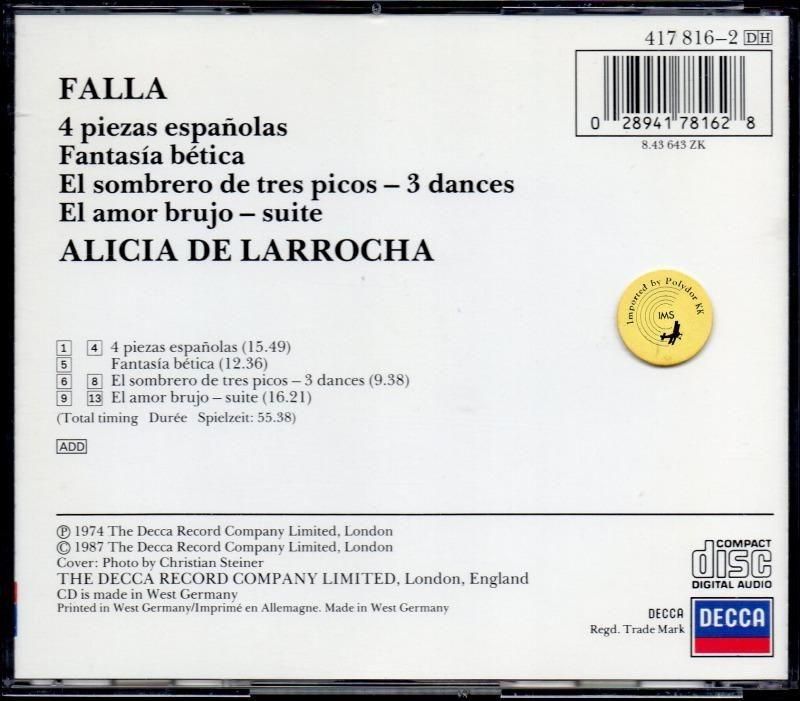 417 816–2 DH
0 28941 78162 8
8.43 643 ZK
FALLA
4 piezas españolas
Fantasía bética
El sombrero de tres picos – 3 dances
El amor brujo – suite
ALICIA DE LARROCHA
Imported by Polydor KK
IMS
1 4 4 piezas españolas (15.49)
5 Fantasía bética (12.36)
6 8 El sombrero de tres picos – 3 dances (9.38)
9 13 El amor brujo – suite (16.21)
(Total timing Durée Spielzeit: 55.38)
ADD
Ⓟ 1974 The Decca Record Company Limited, London
© 1987 The Decca Record Company Limited, London
Cover: Photo by Christian Steiner
THE DECCA RECORD COMPANY LIMITED, London, England
CD is made in West Germany
Printed in West Germany/Imprimé en Allemagne. Made in West Germany
COMPACT
disc
DIGITAL AUDIO
DECCA
Regd. Trade Mark
DECCA